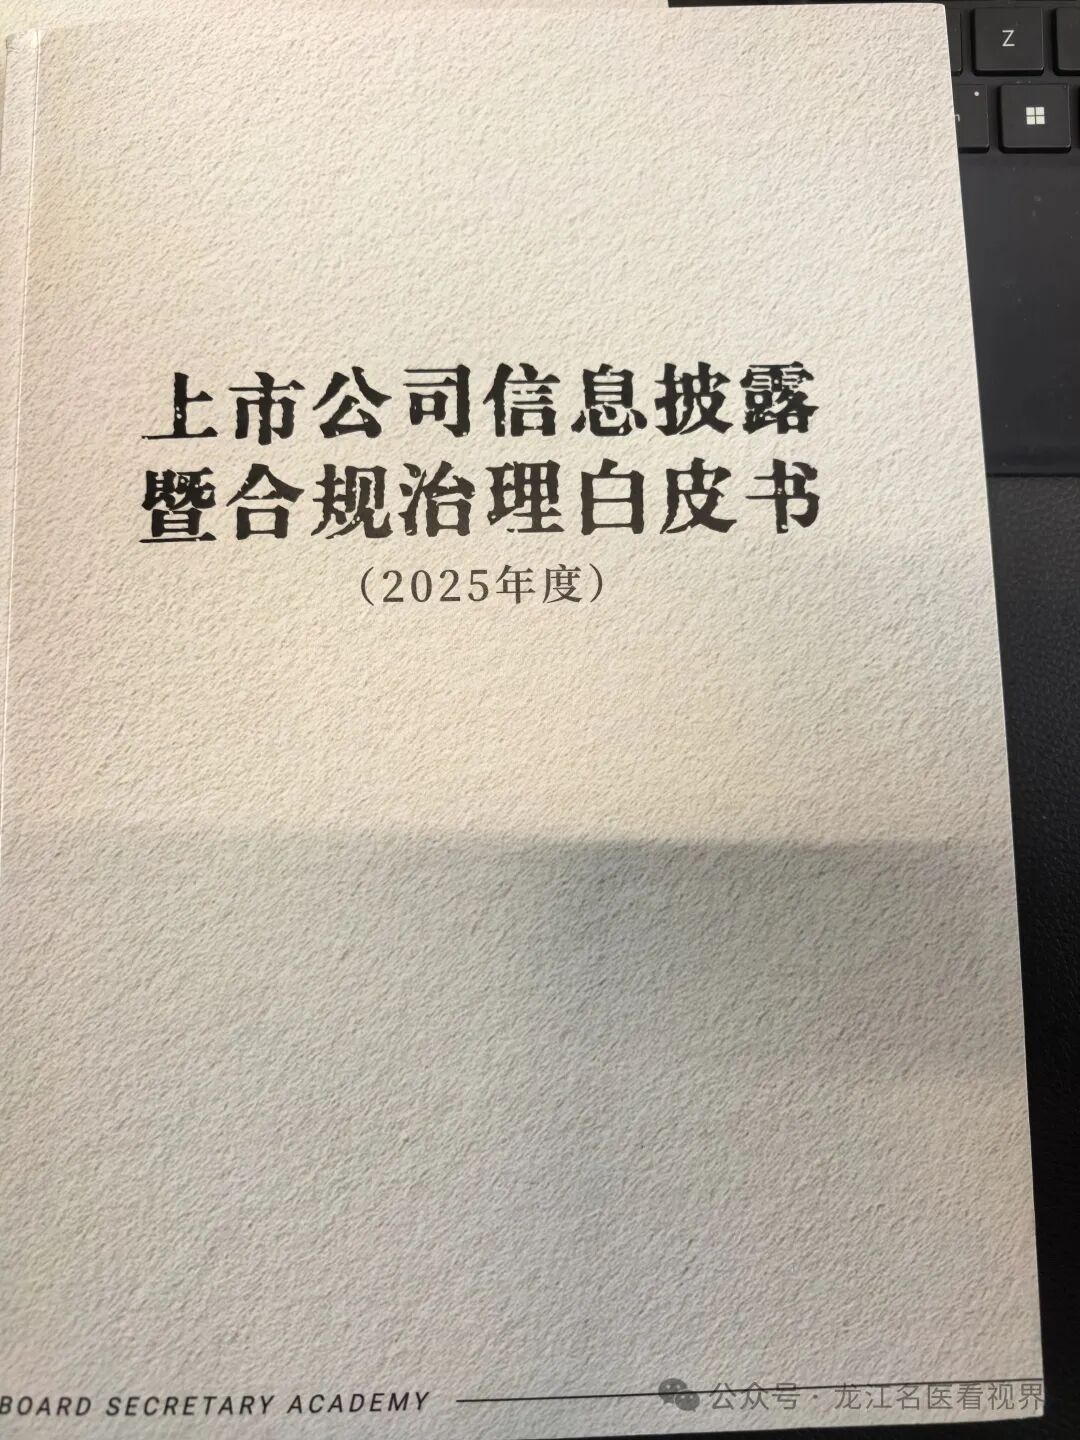 Z
上市公司信息披露
暨合规治理白皮书
（2025年度）
BOARD SECRETARY ACADEMY
公众号·龙江名医看视界